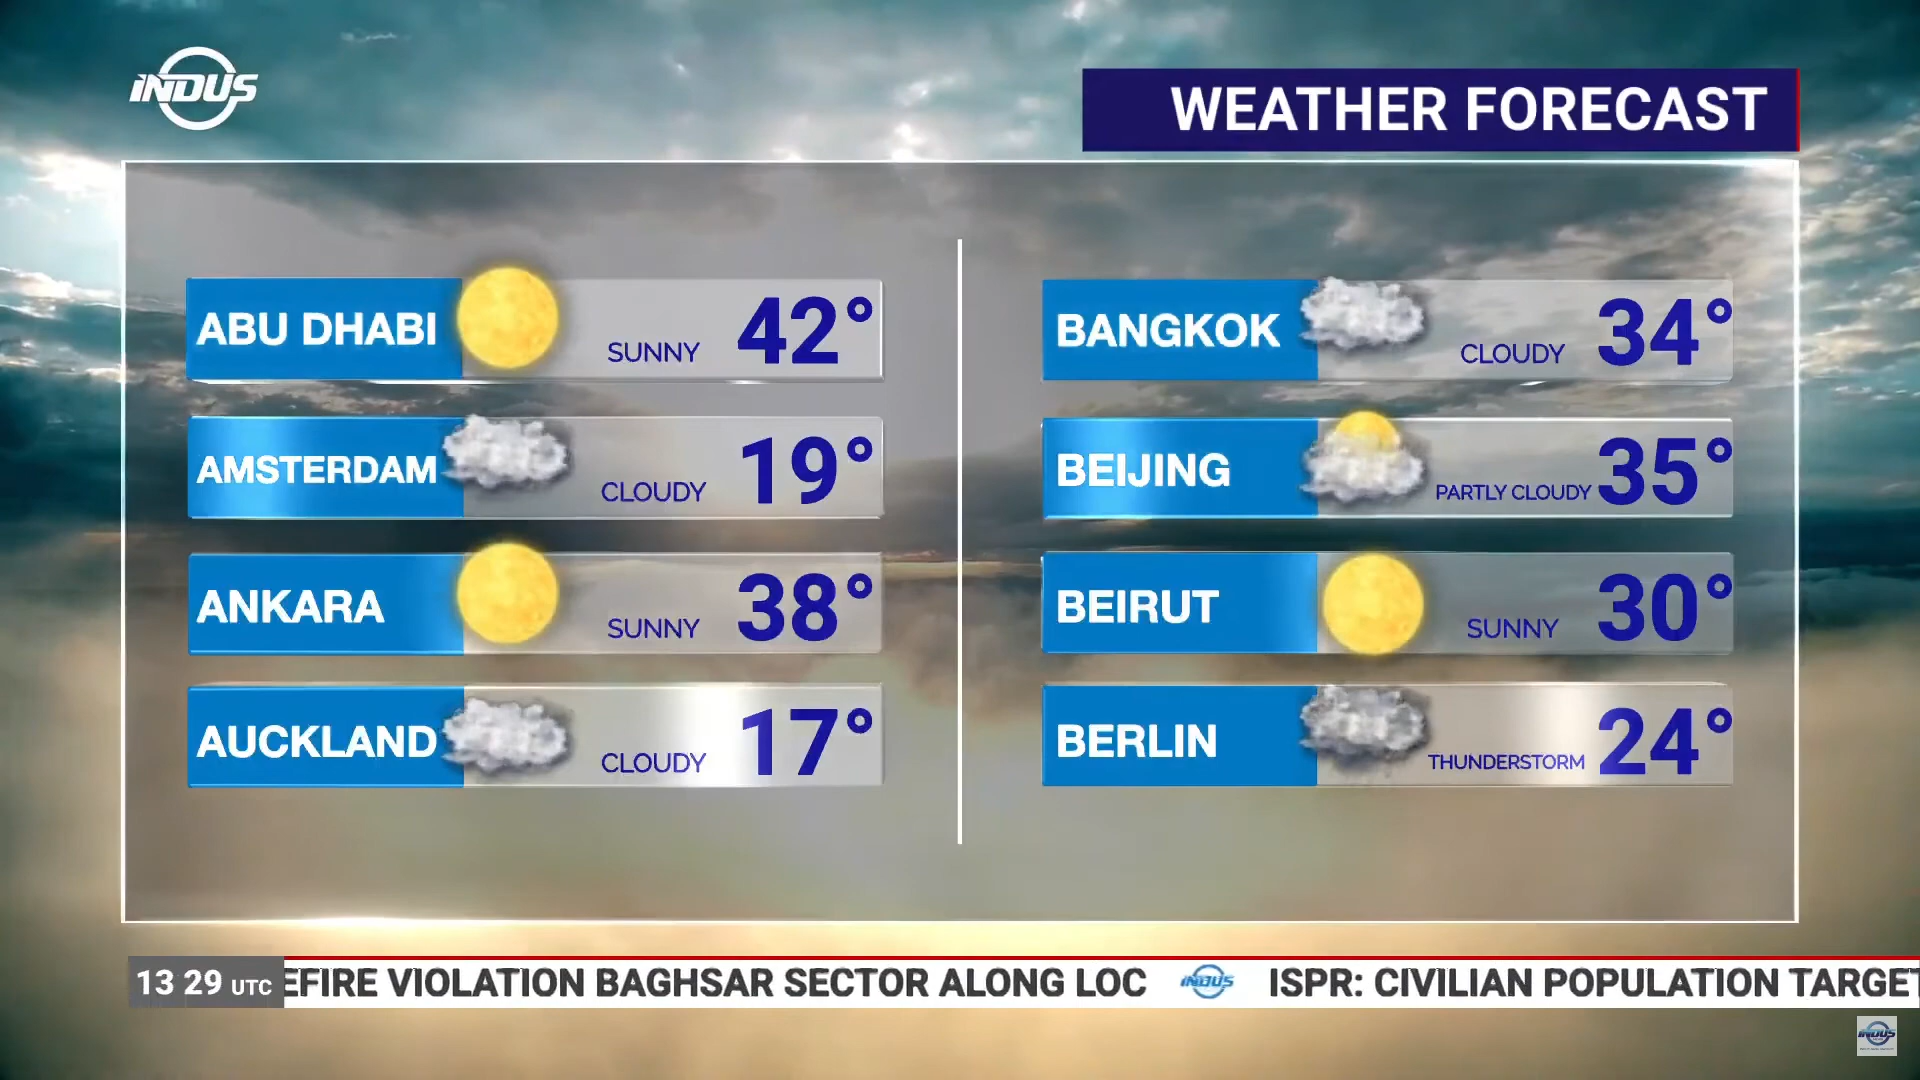 INDUS
WEATHER FORECAST
ABU DHABI SUNNY 42°
AMSTERDAM CLOUDY 19°
ANKARA SUNNY 38°
AUCKLAND CLOUDY 17°
BANGKOK CLOUDY 34°
BEIJING PARTLY CLOUDY 35°
BEIRUT SUNNY 30°
BERLIN THUNDERSTORM 24°
13 29 UTC EFIRE VIOLATION BAGHSAR SECTOR ALONG LOC INDUS ISPR: CIVILIAN POPULATION TARGET
INDUS